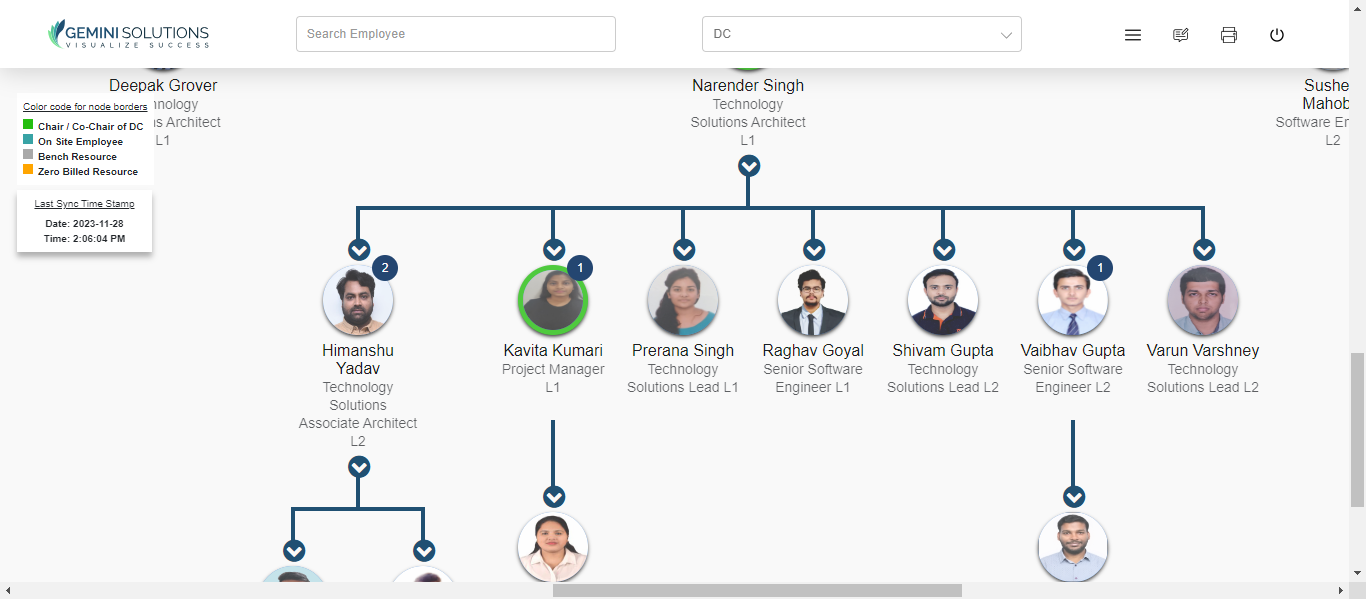 GEMINI SOLUTIONS
VISUALIZE SUCCESS
Search Employee
DC
Deepak Grover
nology
ns Architect
L1
Color code for node borders
Chair / Co-Chair of DC
On Site Employee
Bench Resource
Zero Billed Resource
Last Sync Time Stamp
Date: 2023-11-28
Time: 2:06:04 PM
Narender Singh
Technology
Solutions Architect
L1
Sushe
Mahob
Software En
L2
2
Himanshu
Yadav
Technology
Solutions
Associate Architect
L2
1
Kavita Kumari
Project Manager
L1
Prerana Singh
Technology
Solutions Lead L1
Raghav Goyal
Senior Software
Engineer L1
Shivam Gupta
Technology
Solutions Lead L2
1
Vaibhav Gupta
Senior Software
Engineer L2
Varun Varshney
Technology
Solutions Lead L2